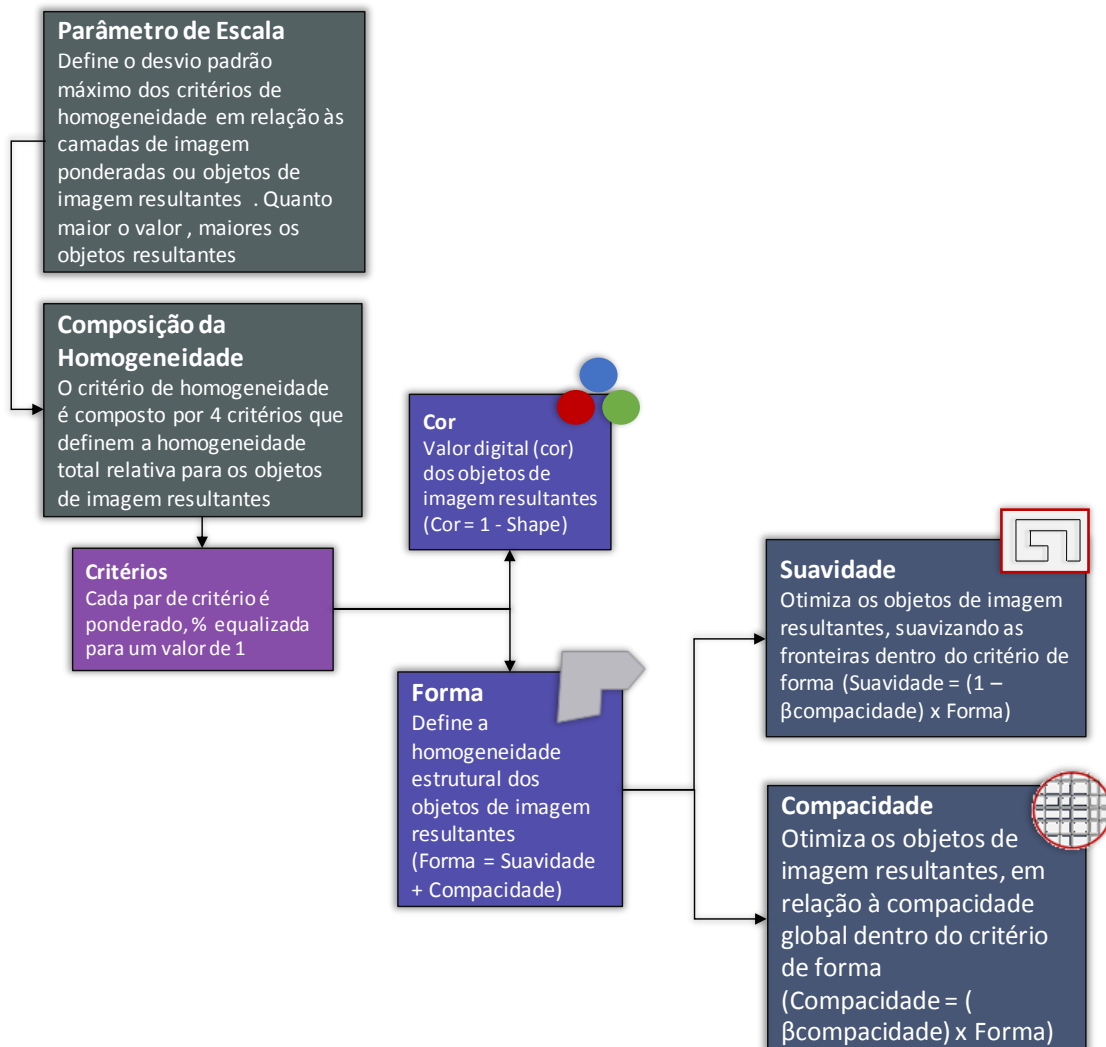 Parâmetro de Escala
Define o desvio padrão
máximo dos critérios de
homogeneidade em relação às
camadas de imagem
ponderadas ou objetos de
imagem resultantes . Quanto
maior o valor , maiores os
objetos resultantes
Composição da
Homogeneidade
O critério de homogeneidade
é composto por 4 critérios que
definem a homogeneidade
total relativa para os objetos
de imagem resultantes
Critérios
Cada par de critério é
ponderado, % equalizada
para um valor de 1
Cor
Valor digital (cor)
dos objetos de
imagem resultantes
(Cor = 1 - Shape)
Forma
Define a
homogeneidade
estrutural dos
objetos de imagem
resultantes
(Forma = Suavidade
+ Compacidade)
Suavidade
Otimiza os objetos de imagem
resultantes, suavizando as
fronteiras dentro do critério de
forma (Suavidade = (1 –
βcompacidade) x Forma)
Compacidade
Otimiza os objetos de
imagem resultantes, em
relação à compacidade
global dentro do critério
de forma
(Compacidade = (
βcompacidade) x Forma)